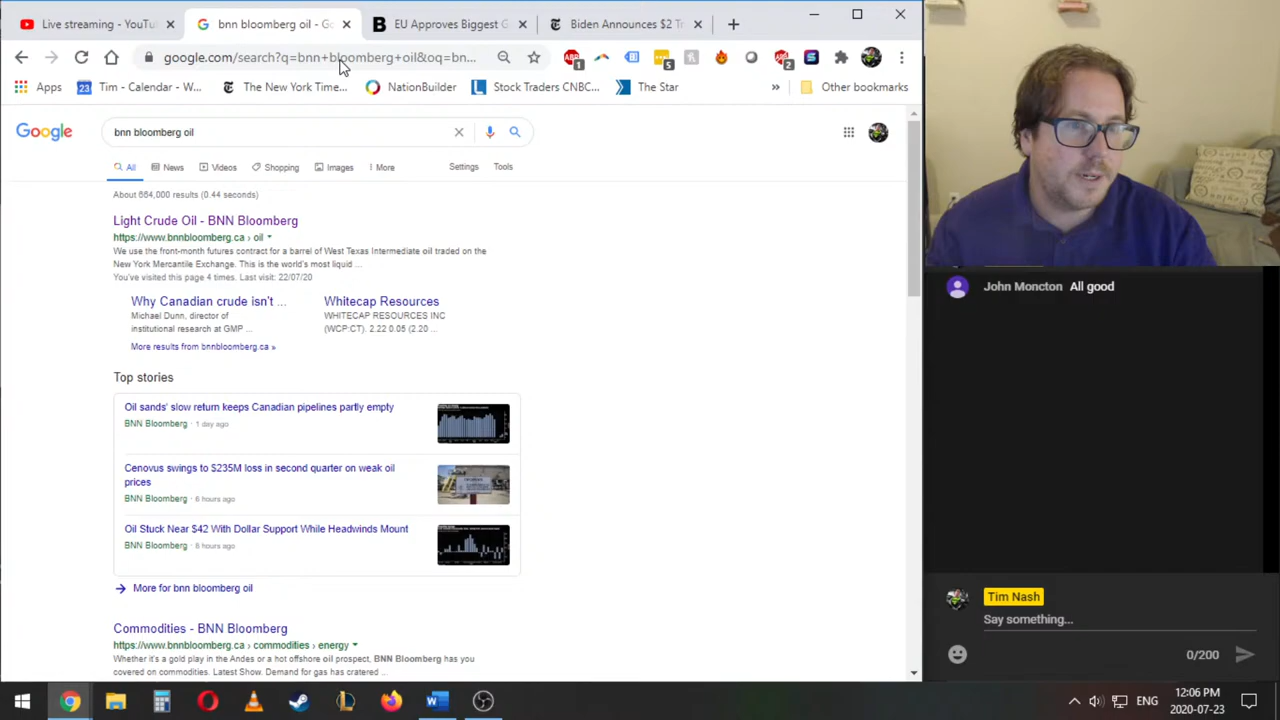 Live streaming - YouTu
bnn bloomberg oil - Go
EU Approves Biggest G
Biden Announces $2 Tr
google.com/search?q=bnn+bloomberg+oil&oq=bn...
1
5
2
Apps
Tim - Calendar - W...
The New York Time...
NationBuilder
Stock Traders CNBC...
The Star
»
Other bookmarks
Google
bnn bloomberg oil
All
News
Videos
Shopping
Images
More
Settings
Tools
About 664,000 results (0.44 seconds)
Light Crude Oil - BNN Bloomberg
https://www.bnnbloomberg.ca › oil
We use the front-month futures contract for a barrel of West Texas Intermediate oil traded on the
New York Mercantile Exchange. This is the world's most liquid ...
You've visited this page 4 times. Last visit: 22/07/20
Why Canadian crude isn't ...
Michael Dunn, director of
institutional research at GMP ...
Whitecap Resources
WHITECAP RESOURCES INC
(WCP:CT). 2.22 0.05 (2.20 ...
More results from bnnbloomberg.ca »
Top stories
Oil sands' slow return keeps Canadian pipelines partly empty
BNN Bloomberg · 1 day ago
Cenovus swings to $235M loss in second quarter on weak oil
prices
BNN Bloomberg · 6 hours ago
Oil Stuck Near $42 With Dollar Support While Headwinds Mount
BNN Bloomberg · 8 hours ago
More for bnn bloomberg oil
Commodities - BNN Bloomberg
https://www.bnnbloomberg.ca › commodities › energy
Whether it's a gold play in the Andes or a hot offshore oil prospect, BNN Bloomberg has you
covered on commodities. Latest Show. Demand for gas has cratered ...
John Moncton All good
Tim Nash
Say something...
0/200
ENG
12:06 PM
2020-07-23